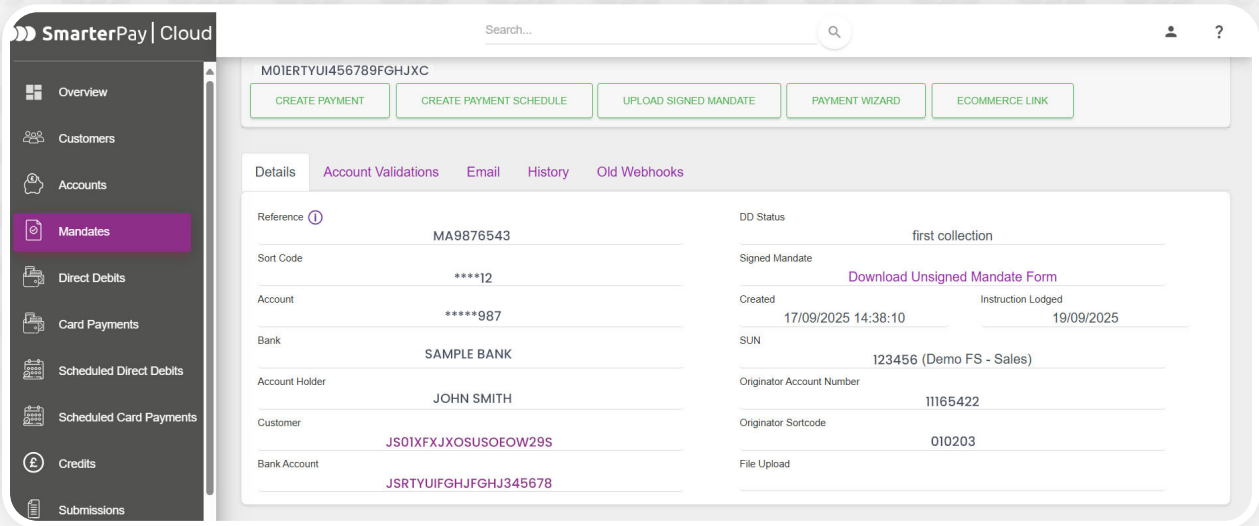 SmarterPay | Cloud
Search...
?
Overview
Customers
Accounts
Mandates
Direct Debits
Card Payments
Scheduled Direct Debits
Scheduled Card Payments
Credits
Submissions
M01ERTYUI456789FGHJXC
CREATE PAYMENT
CREATE PAYMENT SCHEDULE
UPLOAD SIGNED MANDATE
PAYMENT WIZARD
ECOMMERCE LINK
Details
Account Validations
Email
History
Old Webhooks
Reference
MA9876543
Sort Code
****12
Account
*****987
Bank
SAMPLE BANK
Account Holder
JOHN SMITH
Customer
JS01XFXJXOSUSOEOW29S
Bank Account
JSRTYUIFGHJFGHJ345678
DD Status
first collection
Signed Mandate
Download Unsigned Mandate Form
Created
17/09/2025 14:38:10
Instruction Lodged
19/09/2025
SUN
123456 (Demo FS - Sales)
Originator Account Number
11165422
Originator Sortcode
010203
File Upload